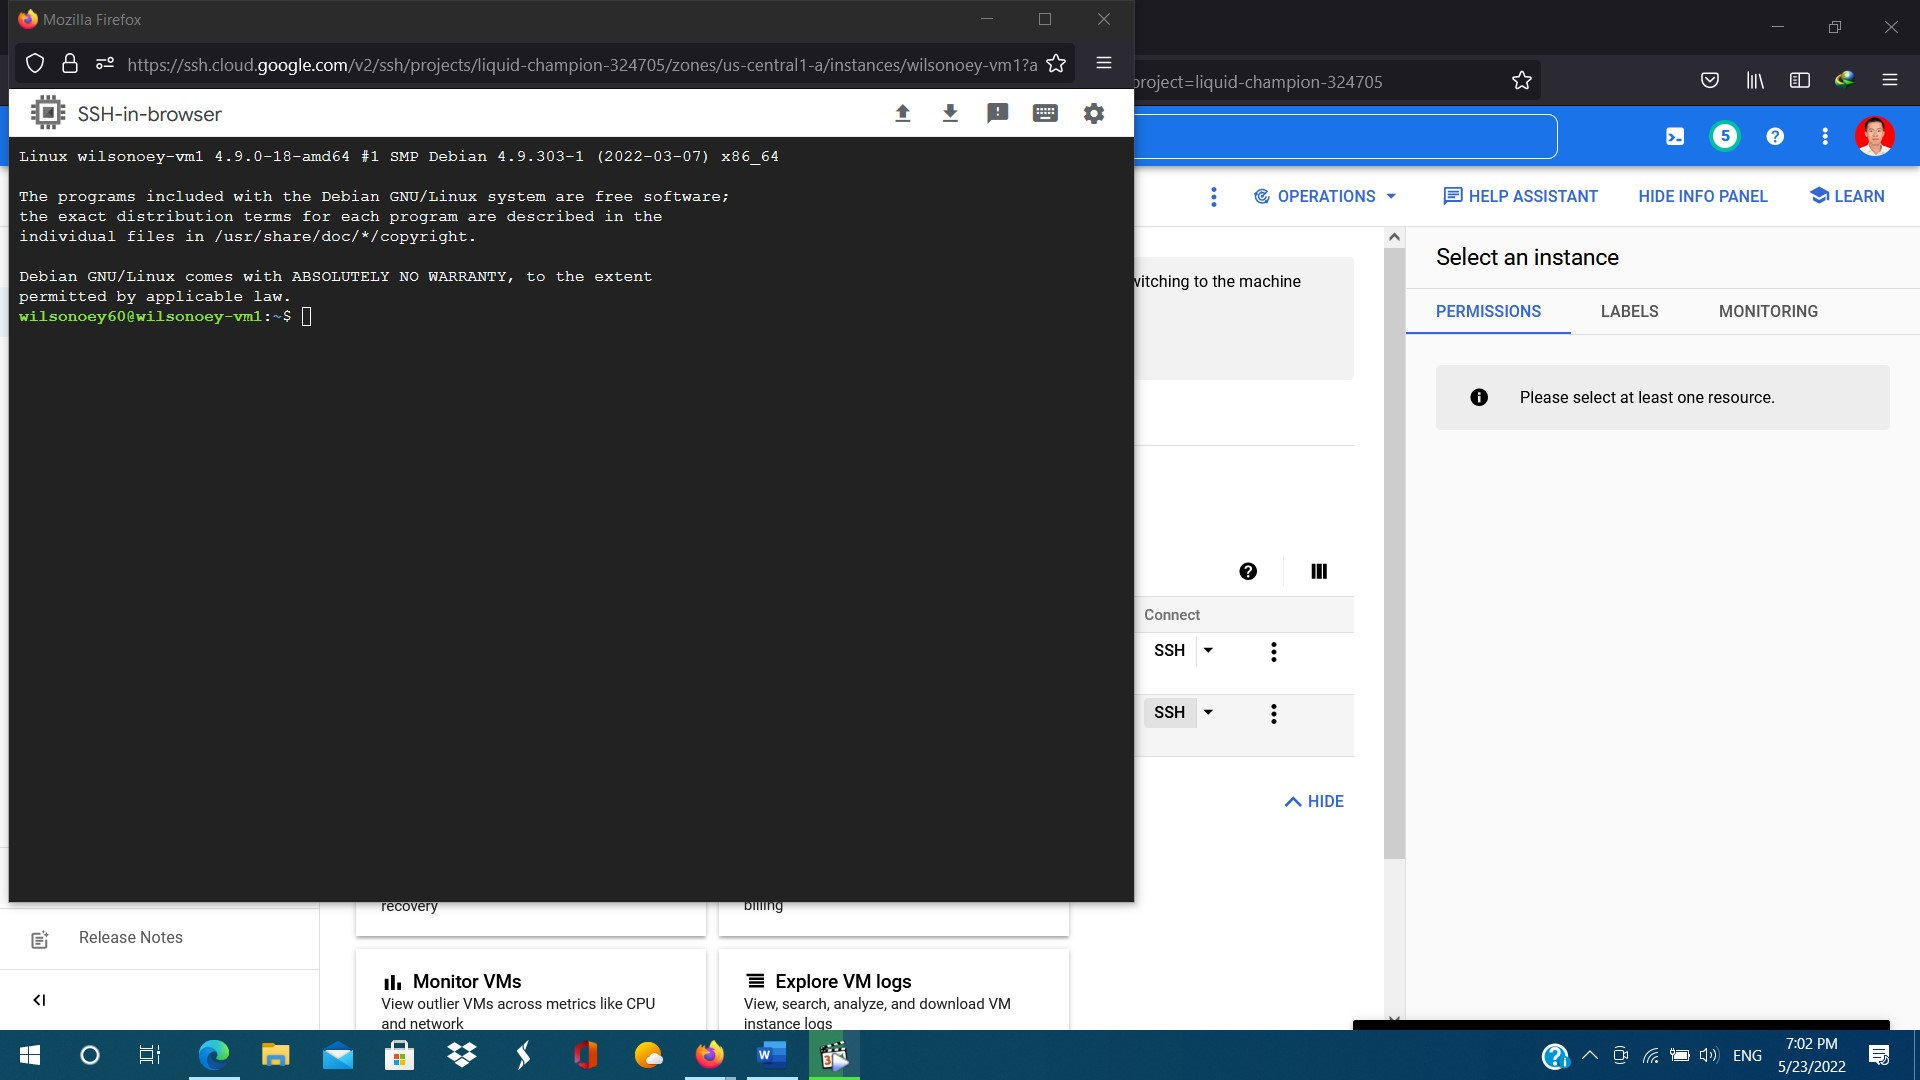 Mozilla Firefox
https://ssh.cloud.google.com/v2/ssh/projects/liquid-champion-324705/zones/us-central1-a/instances/wilsonoey-vm1?a
roject=liquid-champion-324705
SSH-in-browser
5
Linux wilsonoey-vm1 4.9.0-18-amd64 #1 SMP Debian 4.9.303-1 (2022-03-07) x86_64
The programs included with the Debian GNU/Linux system are free software;
the exact distribution terms for each program are described in the
individual files in /usr/share/doc/*/copyright.
Debian GNU/Linux comes with ABSOLUTELY NO WARRANTY, to the extent
permitted by applicable law.
wilsonoey60@wilsonoey-vm1:~$
OPERATIONS
HELP ASSISTANT
HIDE INFO PANEL
LEARN
witching to the machine
Select an instance
PERMISSIONS
LABELS
MONITORING
Please select at least one resource.
Connect
SSH
SSH
HIDE
recovery
billing
Release Notes
Monitor VMs
View outlier VMs across metrics like CPU
and network
Explore VM logs
View, search, analyze, and download VM
instance logs
ENG
7:02 PM
5/23/2022